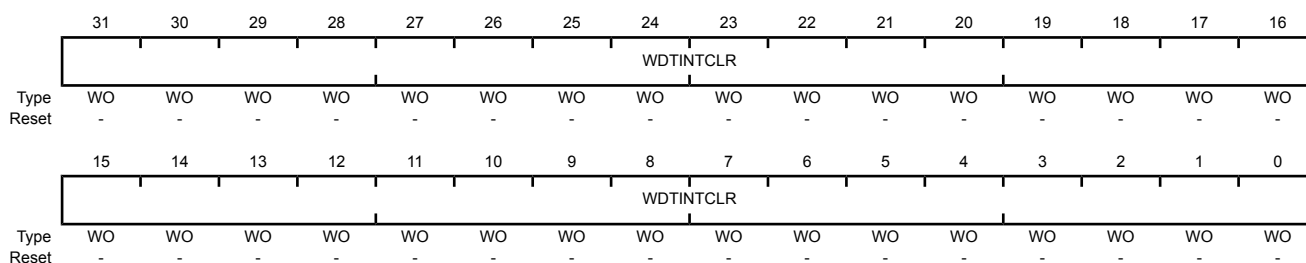 31 30 29 28 27 26 25 24 23 22 21 20 19 18 17 16
WDTINTCLR
Type WO WO WO WO WO WO WO WO WO WO WO WO WO WO WO WO
Reset - - - - - - - - - - - - - - - -
15 14 13 12 11 10 9 8 7 6 5 4 3 2 1 0
WDTINTCLR
Type WO WO WO WO WO WO WO WO WO WO WO WO WO WO WO WO
Reset - - - - - - - - - - - - - - - -